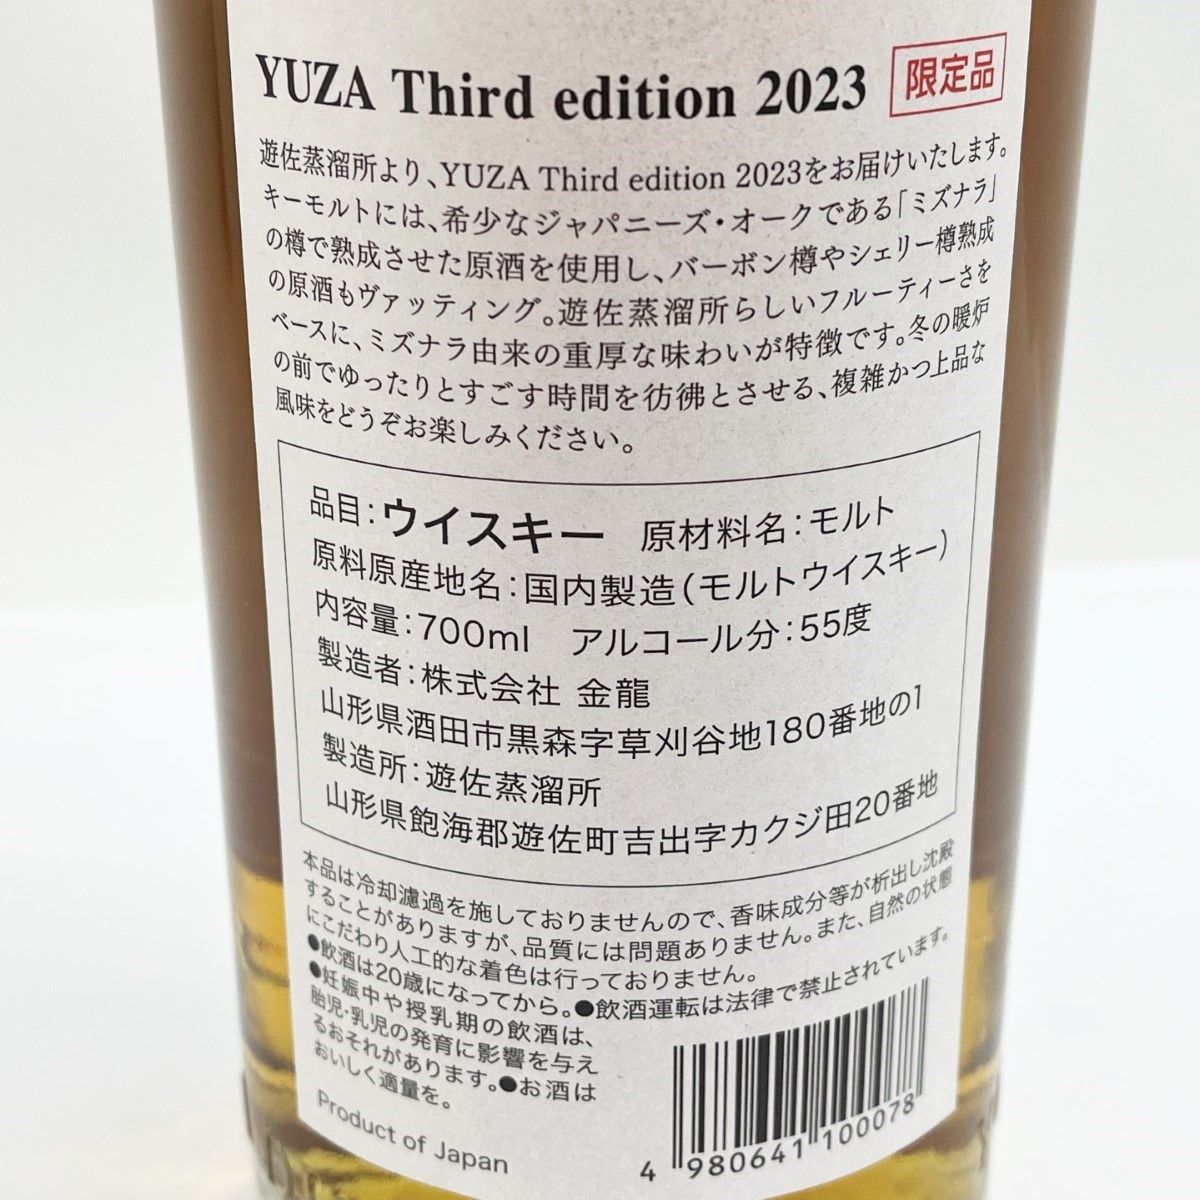 YUZA Third edition 2023 限定品
遊佐蒸溜所より、YUZA Third edition 2023をお届けいたします。
キーモルトには、希少なジャパニーズ・オークである「ミズナラ」
の樽で熟成させた原酒を使用し、バーボン樽やシェリー樽熟成
の原酒もヴァッティング。遊佐蒸溜所らしいフルーティーさを
ベースに、ミズナラ由来の重厚な味わいが特徴です。冬の暖炉
の前でゆったりとすごす時間を彷彿とさせる、複雑かつ上品な
風味をどうぞお楽しみください。
品目：ウイスキー 原材料名：モルト
原料原産地名：国内製造（モルトウイスキー）
内容量：700ml アルコール分：55度
製造者：株式会社 金龍
山形県酒田市黒森字草刈谷地180番地の1
製造所：遊佐蒸溜所
山形県飽海郡遊佐町吉出字カクジ田20番地
本品は冷却濾過を施しておりませんので、香味成分等が析出し沈殿
することがありますが、品質には問題ありません。また、自然の状態
にこだわり人工的な着色は行っておりません。
●飲酒は20歳になってから。●飲酒運転は法律で禁止されています。
●妊娠中や授乳期の飲酒は、
胎児・乳児の発育に影響を与え
るおそれがあります。●お酒は
おいしく適量を。
Product of Japan
4 980641 100078